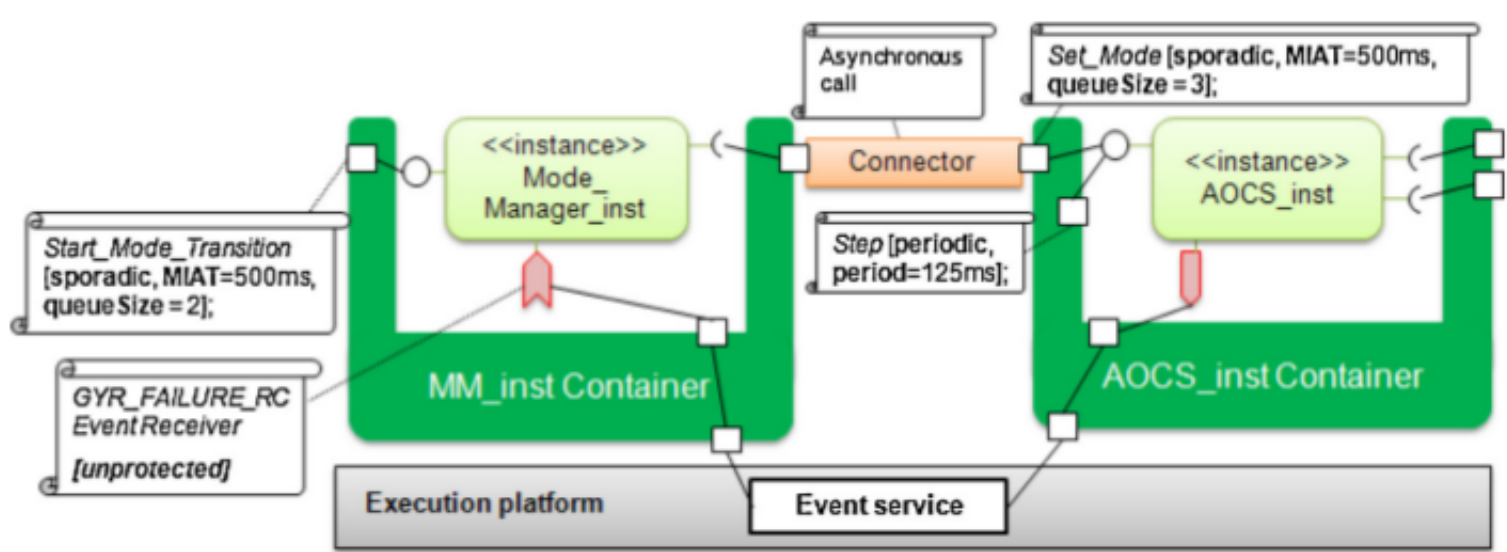 Asynchronous
call
Set_Mode [sporadic, MIAT=500ms,
queueSize = 3];
<<instance>>
Mode_
Manager_inst
Connector
<<instance>>
AOCS_inst
Start_Mode_Transition
[sporadic, MIAT=500ms,
queueSize = 2];
Step [periodic,
period=125ms];
MM_inst Container
AOCS_inst Container
GYR_FAILURE_RC
Event Receiver
[unprotected]
Execution platform
Event service